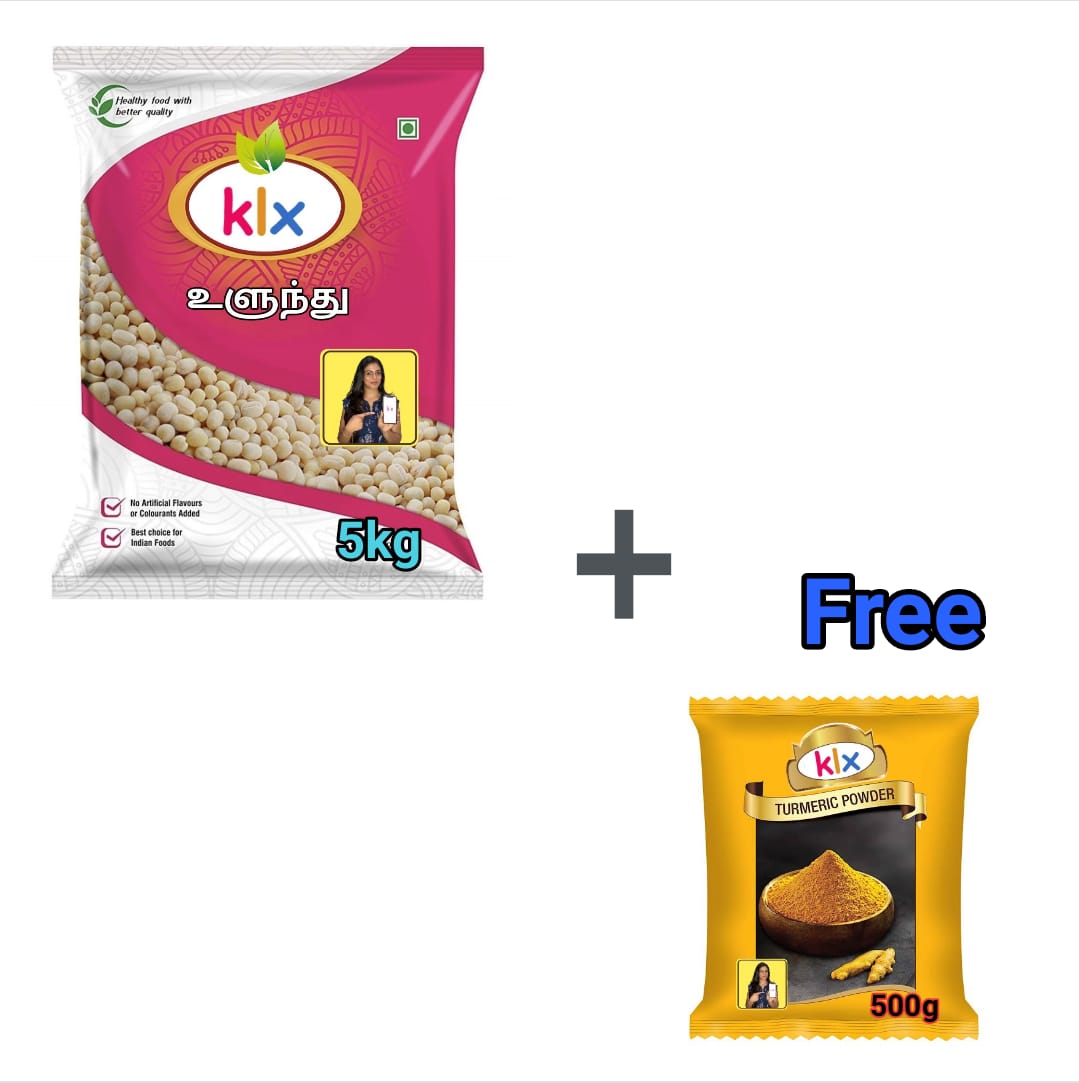 Healthy food with
better quality
klx
உளுந்து
No Artificial Flavours
or Colourants Added
Best choice for
Indian Foods
5kg
+
Free
klx
TURMERIC POWDER
500g